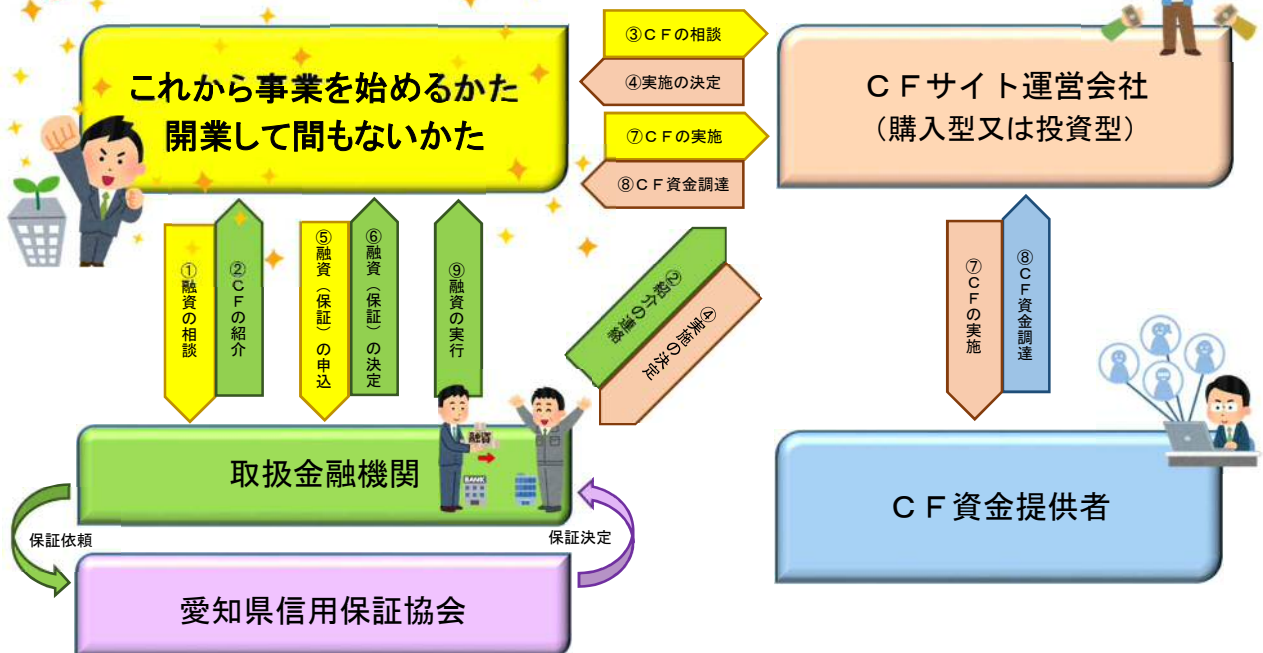 これから事業を始めるかた
開業して間もないかた
③ＣＦの相談
④実施の決定
⑦ＣＦの実施
⑧ＣＦ資金調達
ＣＦサイト運営会社
（購入型又は投資型）
①融資の相談
②ＣＦの紹介
⑤融資（保証）の申込
⑥融資（保証）の決定
⑨融資の実行
②紹介の連絡
④実施の決定
⑦ＣＦの実施
⑧ＣＦ資金調達
取扱金融機関
融資
BANK
保証依頼
保証決定
愛知県信用保証協会
ＣＦ資金提供者